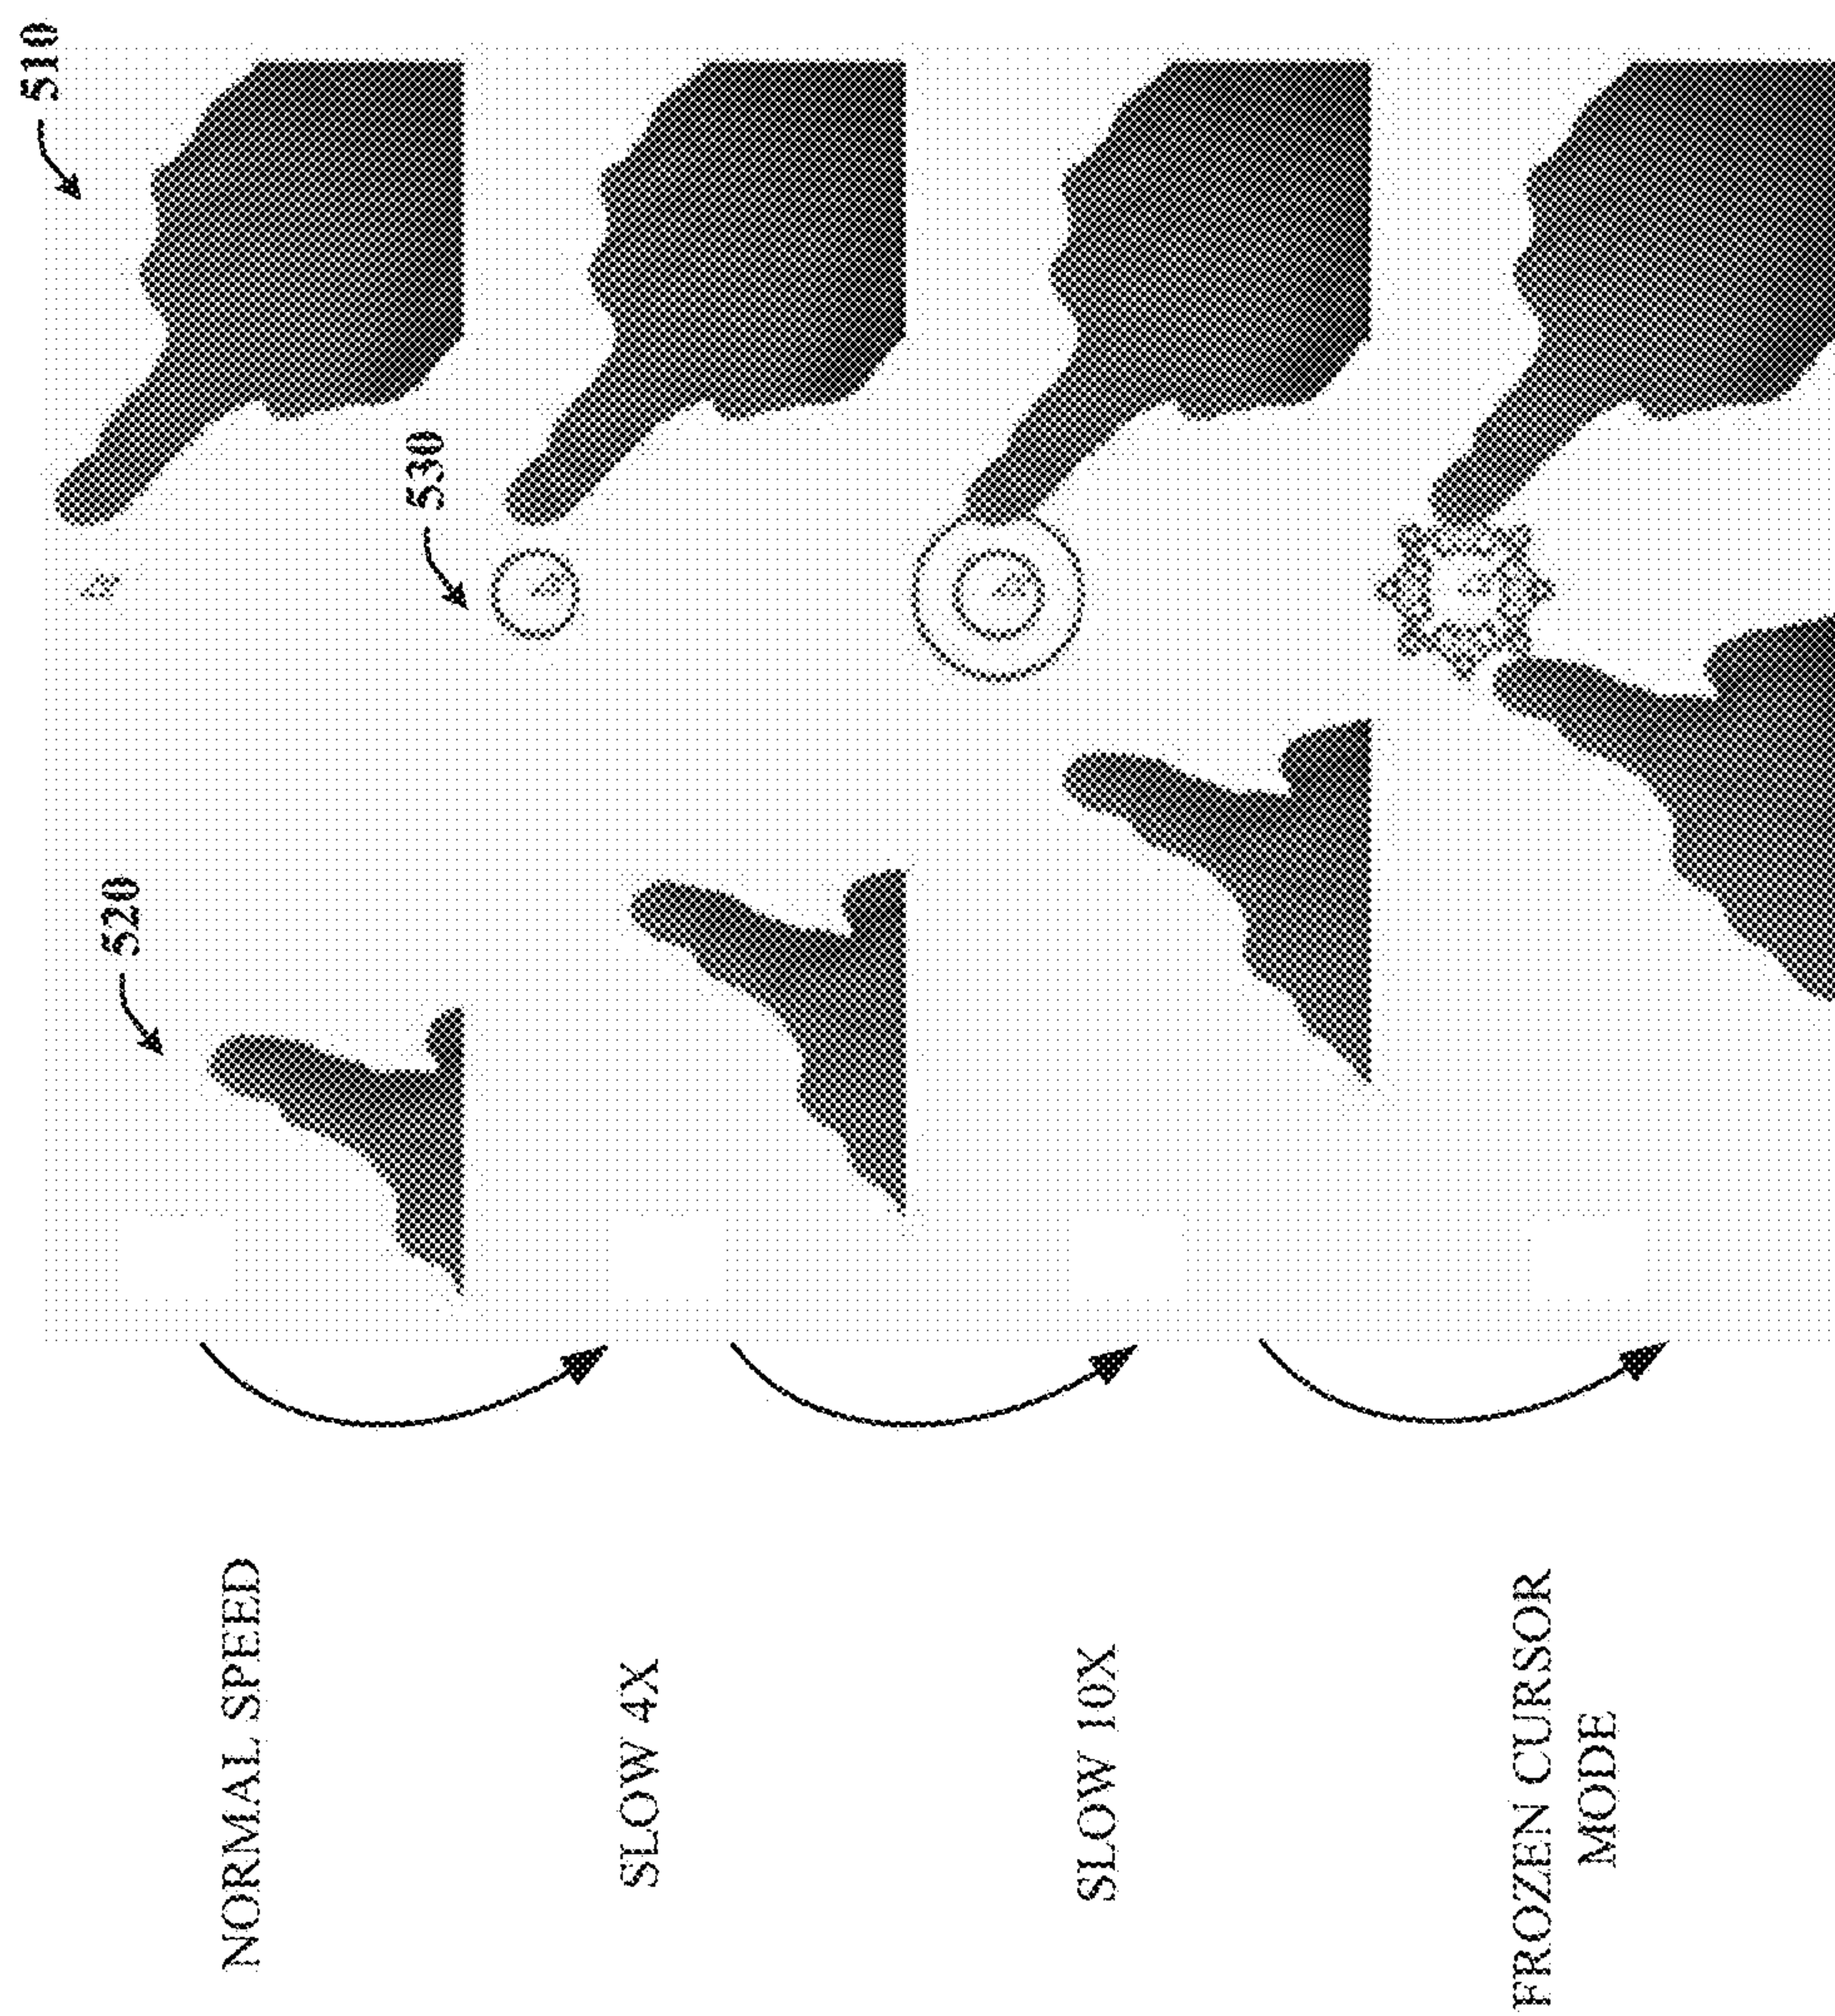 510
520
530
NORMAL SPEED
SLOW 4X
SLOW 10X
FROZEN CURSOR
MODE